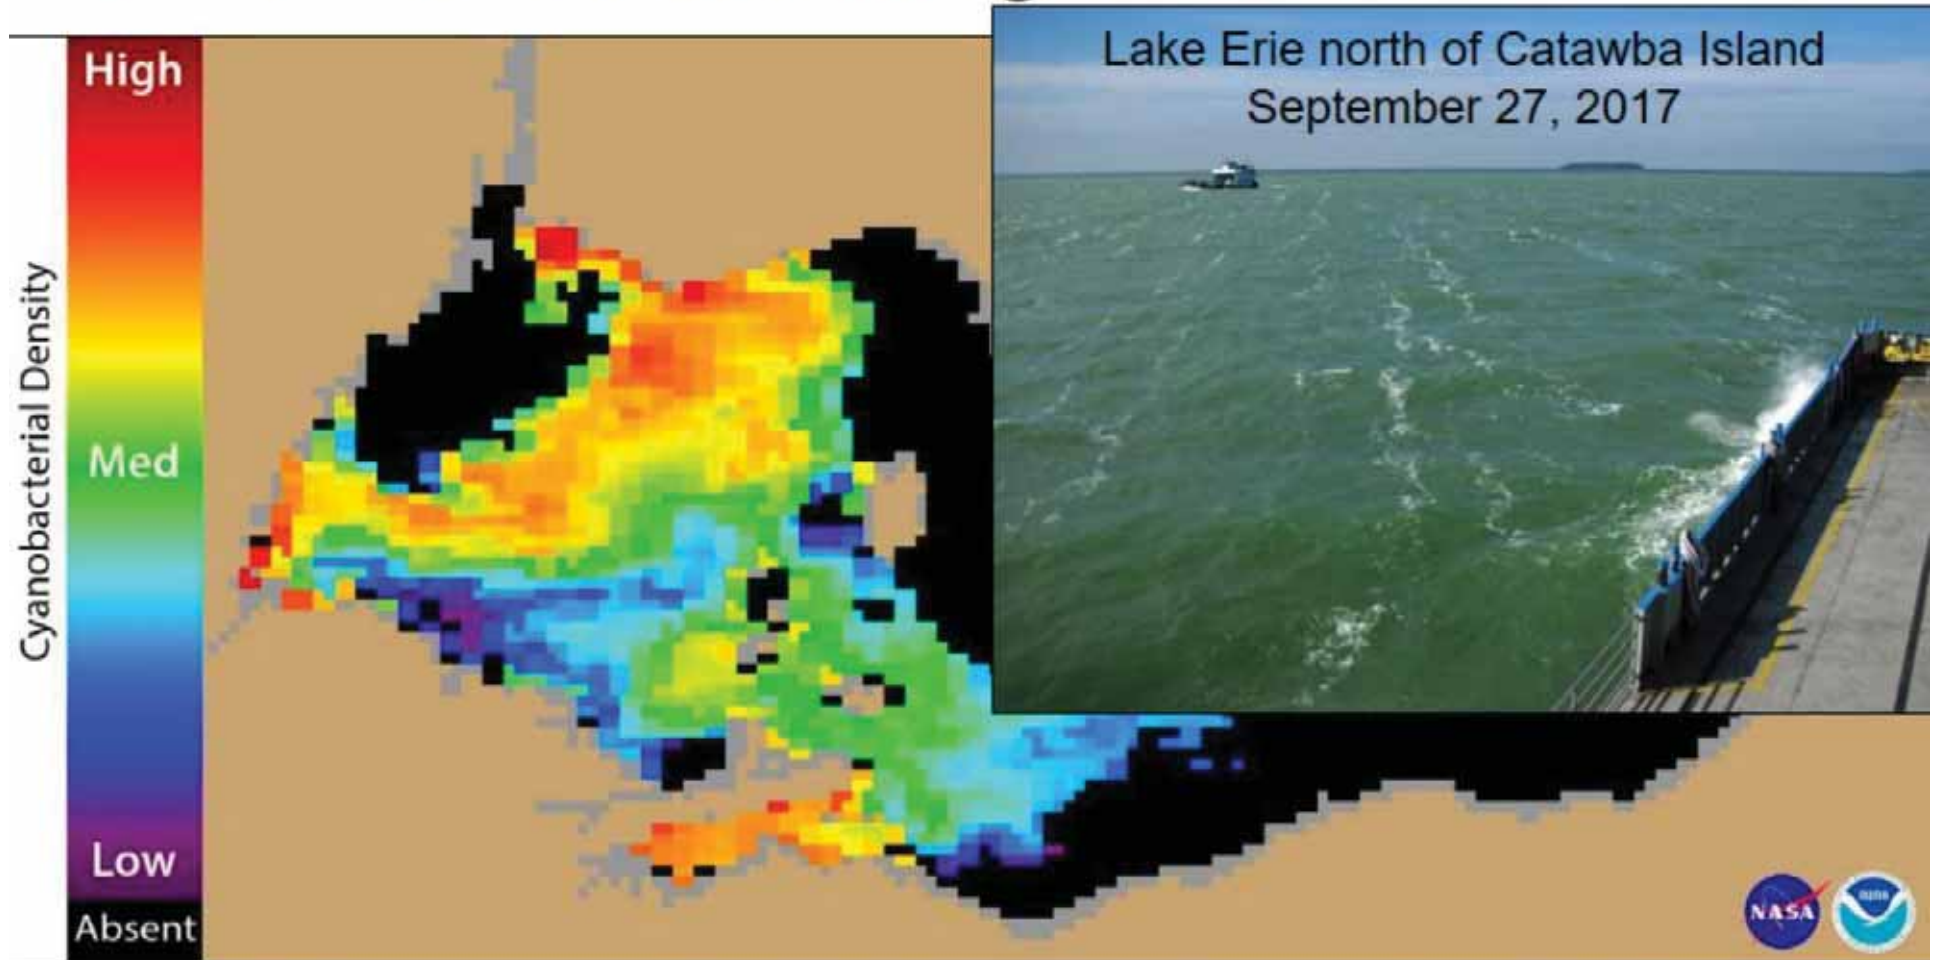 Lake Erie north of Catawba Island
September 27, 2017
Cyanobacterial Density
High
Med
Low
Absent
NASA